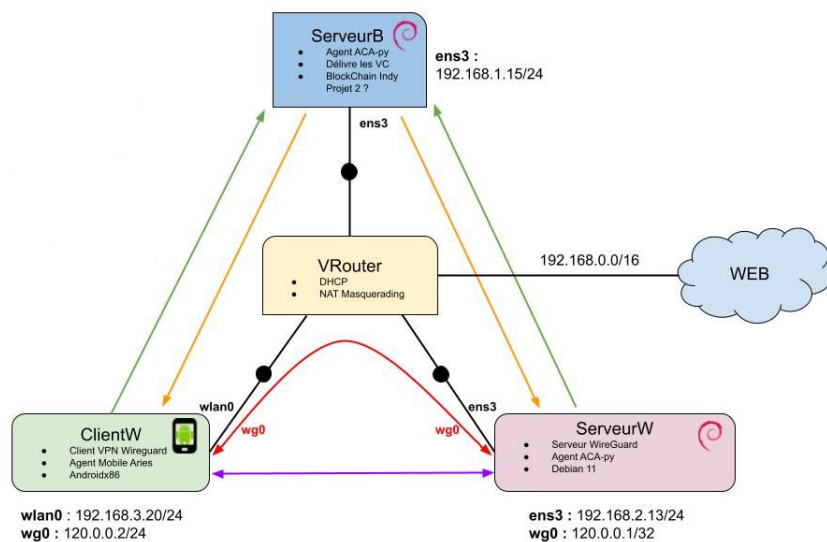 ServeurB
Agent ACA-py
Délivre les VC
BlockChain Indy
Projet 2 ?
ens3 :
192.168.1.15/24
ens3
VRouter
DHCP
NAT Masquerading
192.168.0.0/16
WEB
wlan0
ens3
wg0
wg0
ClientW
Client VPN Wireguard
Agent Mobile Aries
Androidx86
ServeurW
Serveur WireGuard
Agent ACA-py
Debian 11
wlan0 : 192.168.3.20/24
wg0 : 120.0.0.2/24
ens3 : 192.168.2.13/24
wg0 : 120.0.0.1/32